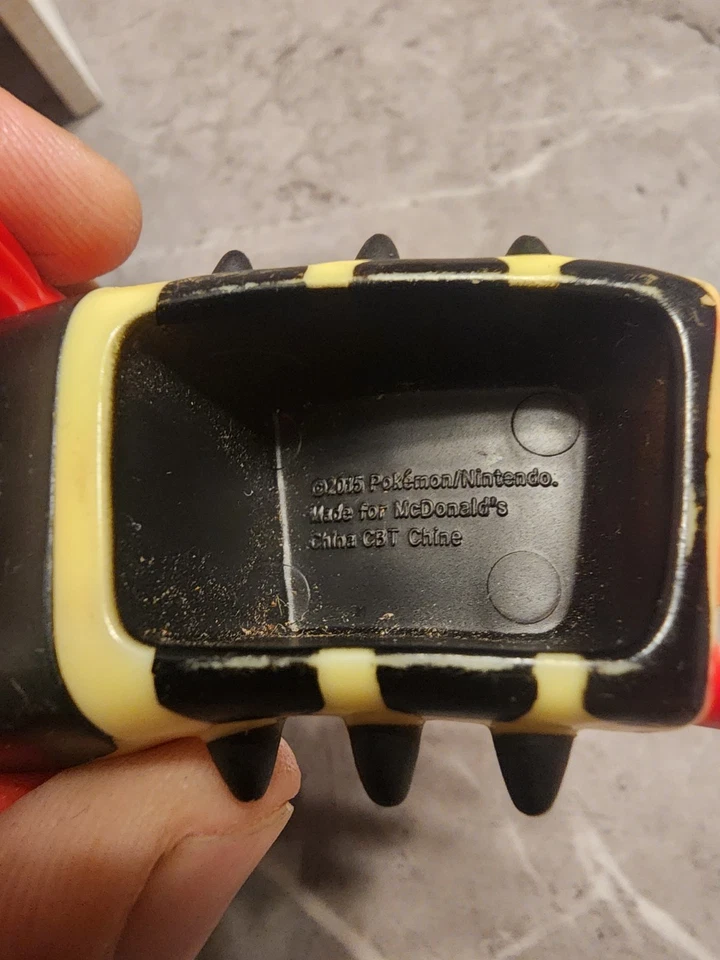 ©2015 Pokémon/Nintendo.
Made for McDonald's
China CBT Chine